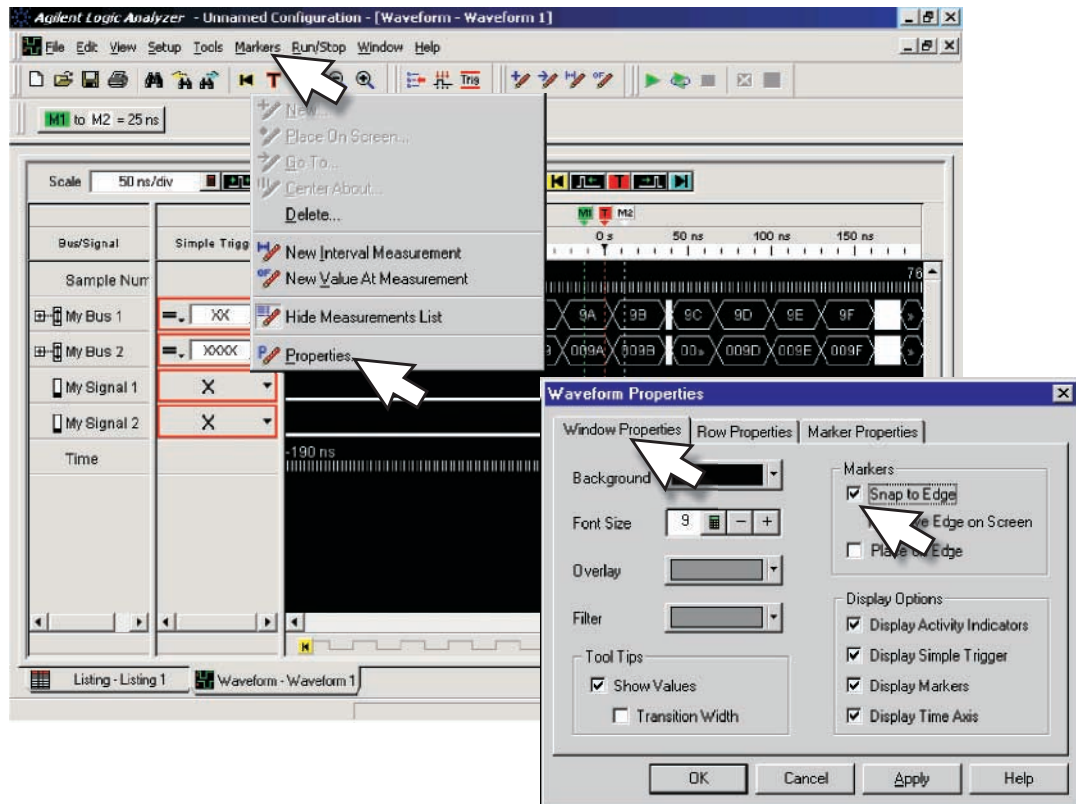 Agilent Logic Analyzer - Unnamed Configuration - [Waveform - Waveform 1]
File Edit View Setup Tools Markers Run/Stop Window Help
T Trig
M1 to M2 = 25 ns
New...
Place On Screen...
Go To...
Center About...
Delete...
New Interval Measurement
New Value At Measurement
Hide Measurements List
Properties
Scale 50 ns/div
T
M1 T M2
Bus/Signal Simple Trigg 0 s 50 ns 100 ns 150 ns
Sample Num 76
My Bus 1 = XX 9A 9B 9C 9D 9E 9F
My Bus 2 = XXXX 009A 009B 00» 009D 009E 009F
My Signal 1 X
My Signal 2 X
Time -190 ns
Listing - Listing 1 Waveform - Waveform 1
Waveform Properties
Window Properties Row Properties Marker Properties
Background
Font Size 9 - +
Overlay
Filter
Tool Tips
Show Values
Transition Width
Markers
Snap to Edge
Edge on Screen
Edge
Display Options
Display Activity Indicators
Display Simple Trigger
Display Markers
Display Time Axis
OK Cancel Apply Help